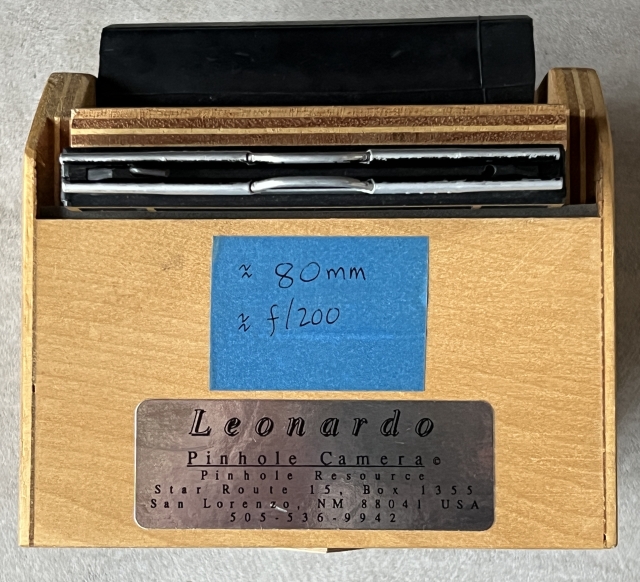 ≈ 80mm
≈ f/200
Leonardo
Pinhole Camera©
Pinhole Resource
Star Route 15, Box 1355
San Lorenzo, NM 88041 USA
505-536-9942